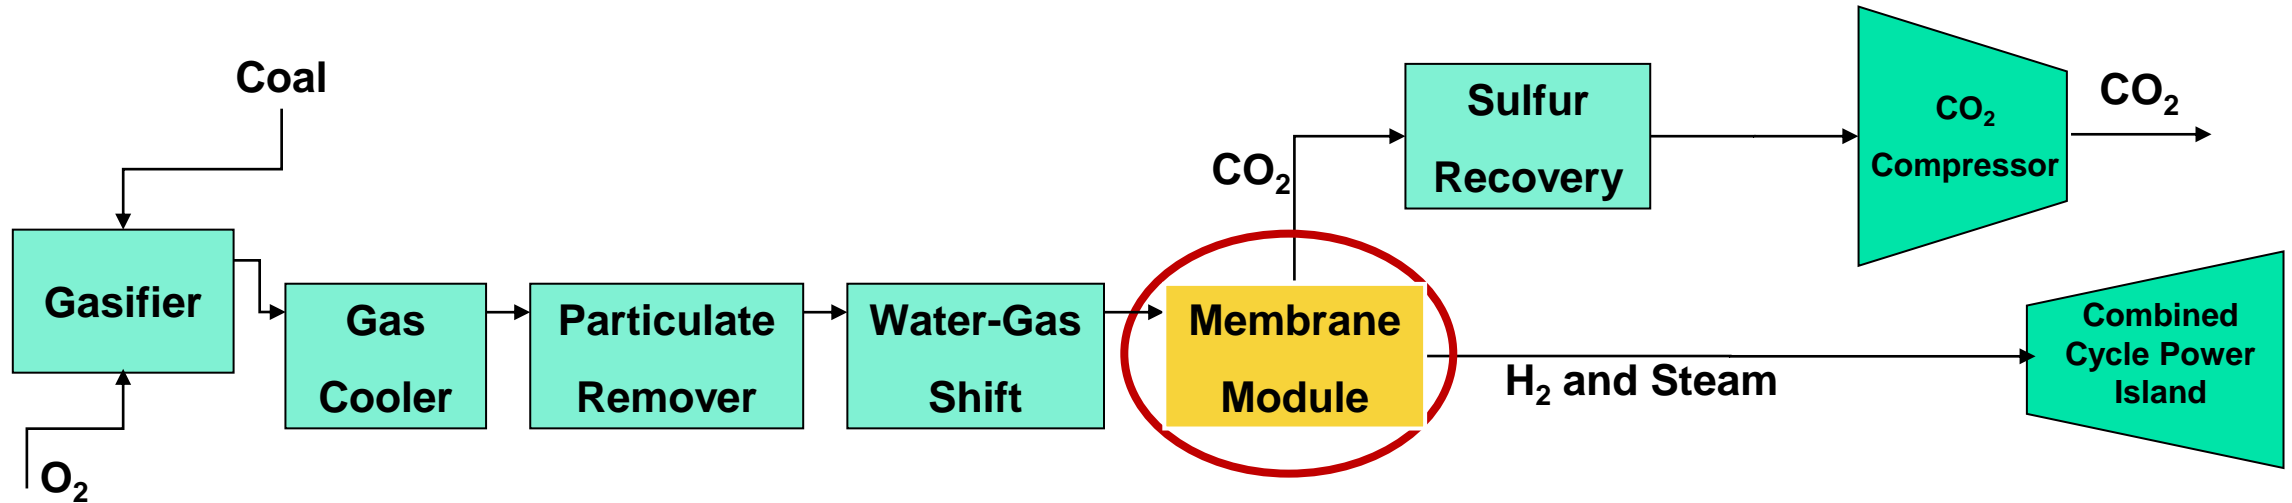 Coal
Gasifier
O₂
Gas
Cooler
Particulate
Remover
Water-Gas
Shift
Membrane
Module
CO₂
Sulfur
Recovery
CO₂
Compressor
CO₂
H₂ and Steam
Combined
Cycle Power
Island